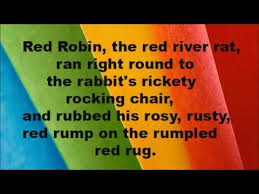 Red Robin, the red river rat,
ran right round to
the rabbit's rickety
rocking chair,
and rubbed his rosy, rusty,
red rump on the rumpled
red rug.